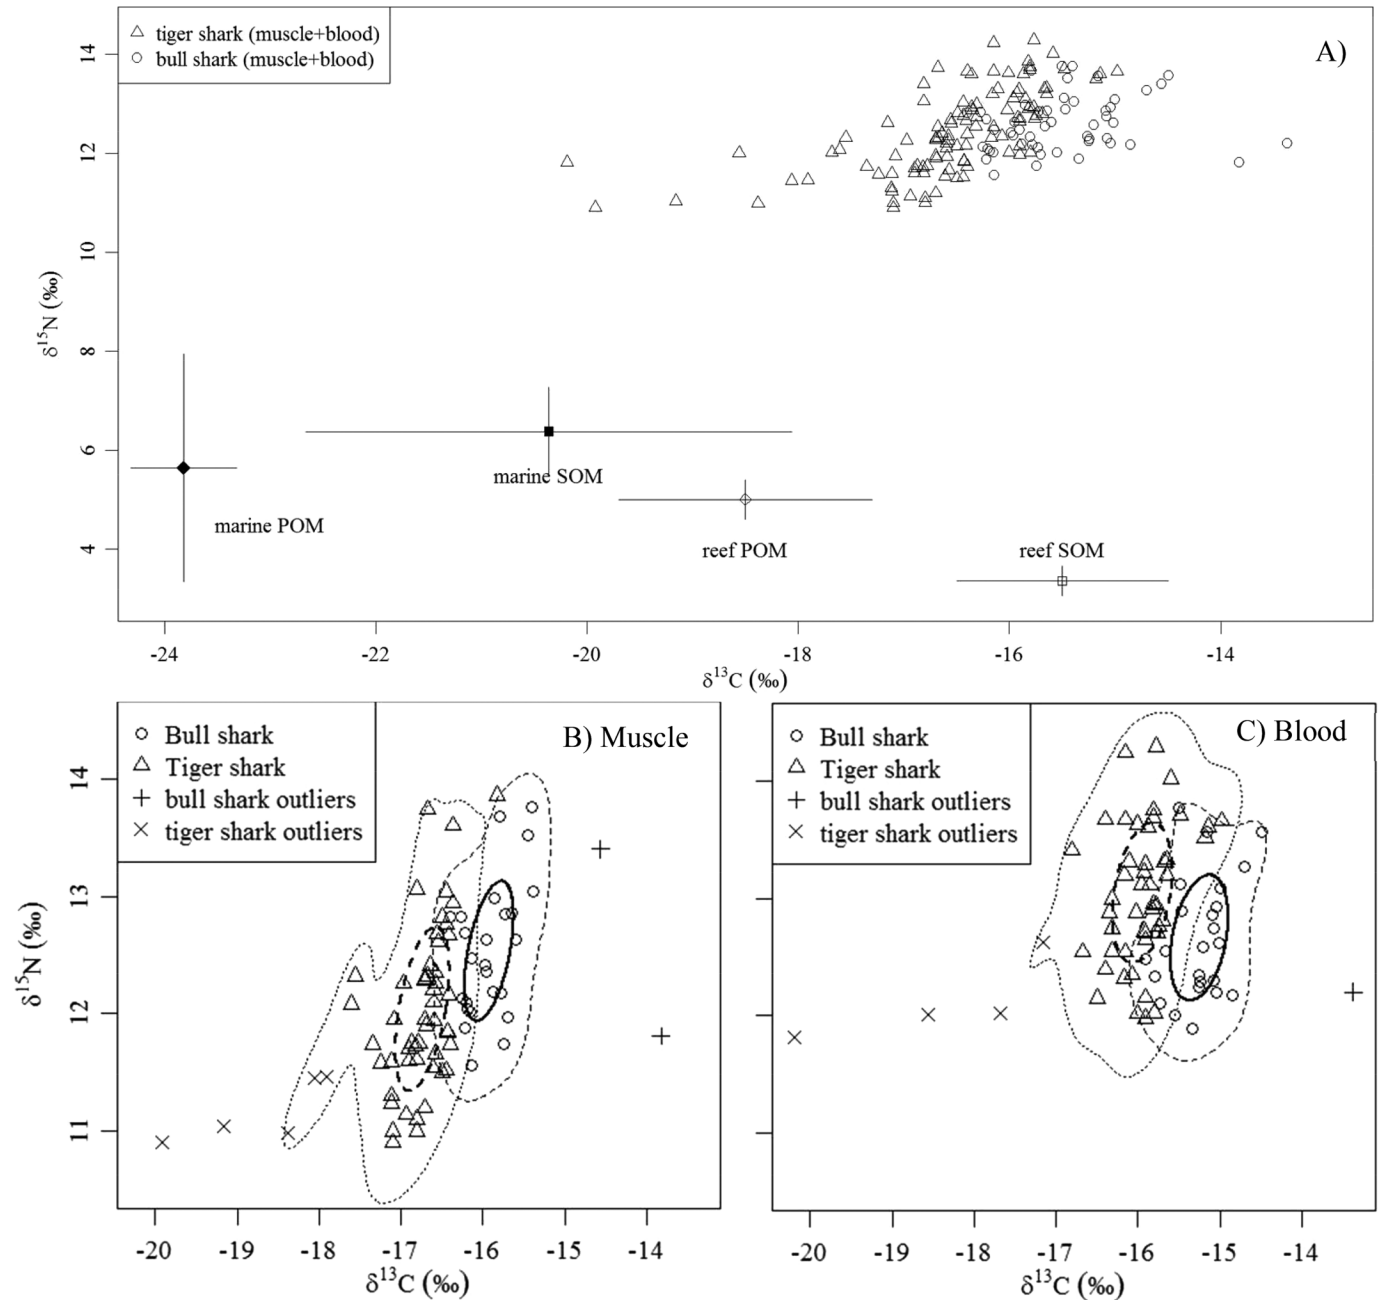 tiger shark (muscle+blood)
bull shark (muscle+blood)
A)
14
12
10
8
6
4
δ15N (‰)
marine POM
marine SOM
reef POM
reef SOM
-24 -22 -20 -18 -16 -14
δ13C (‰)
Bull shark
Tiger shark
bull shark outliers
tiger shark outliers
B) Muscle
14
13
12
11
δ15N (‰)
-20 -19 -18 -17 -16 -15 -14
δ13C (‰)
Bull shark
Tiger shark
bull shark outliers
tiger shark outliers
C) Blood
-20 -19 -18 -17 -16 -15 -14
δ13C (‰)